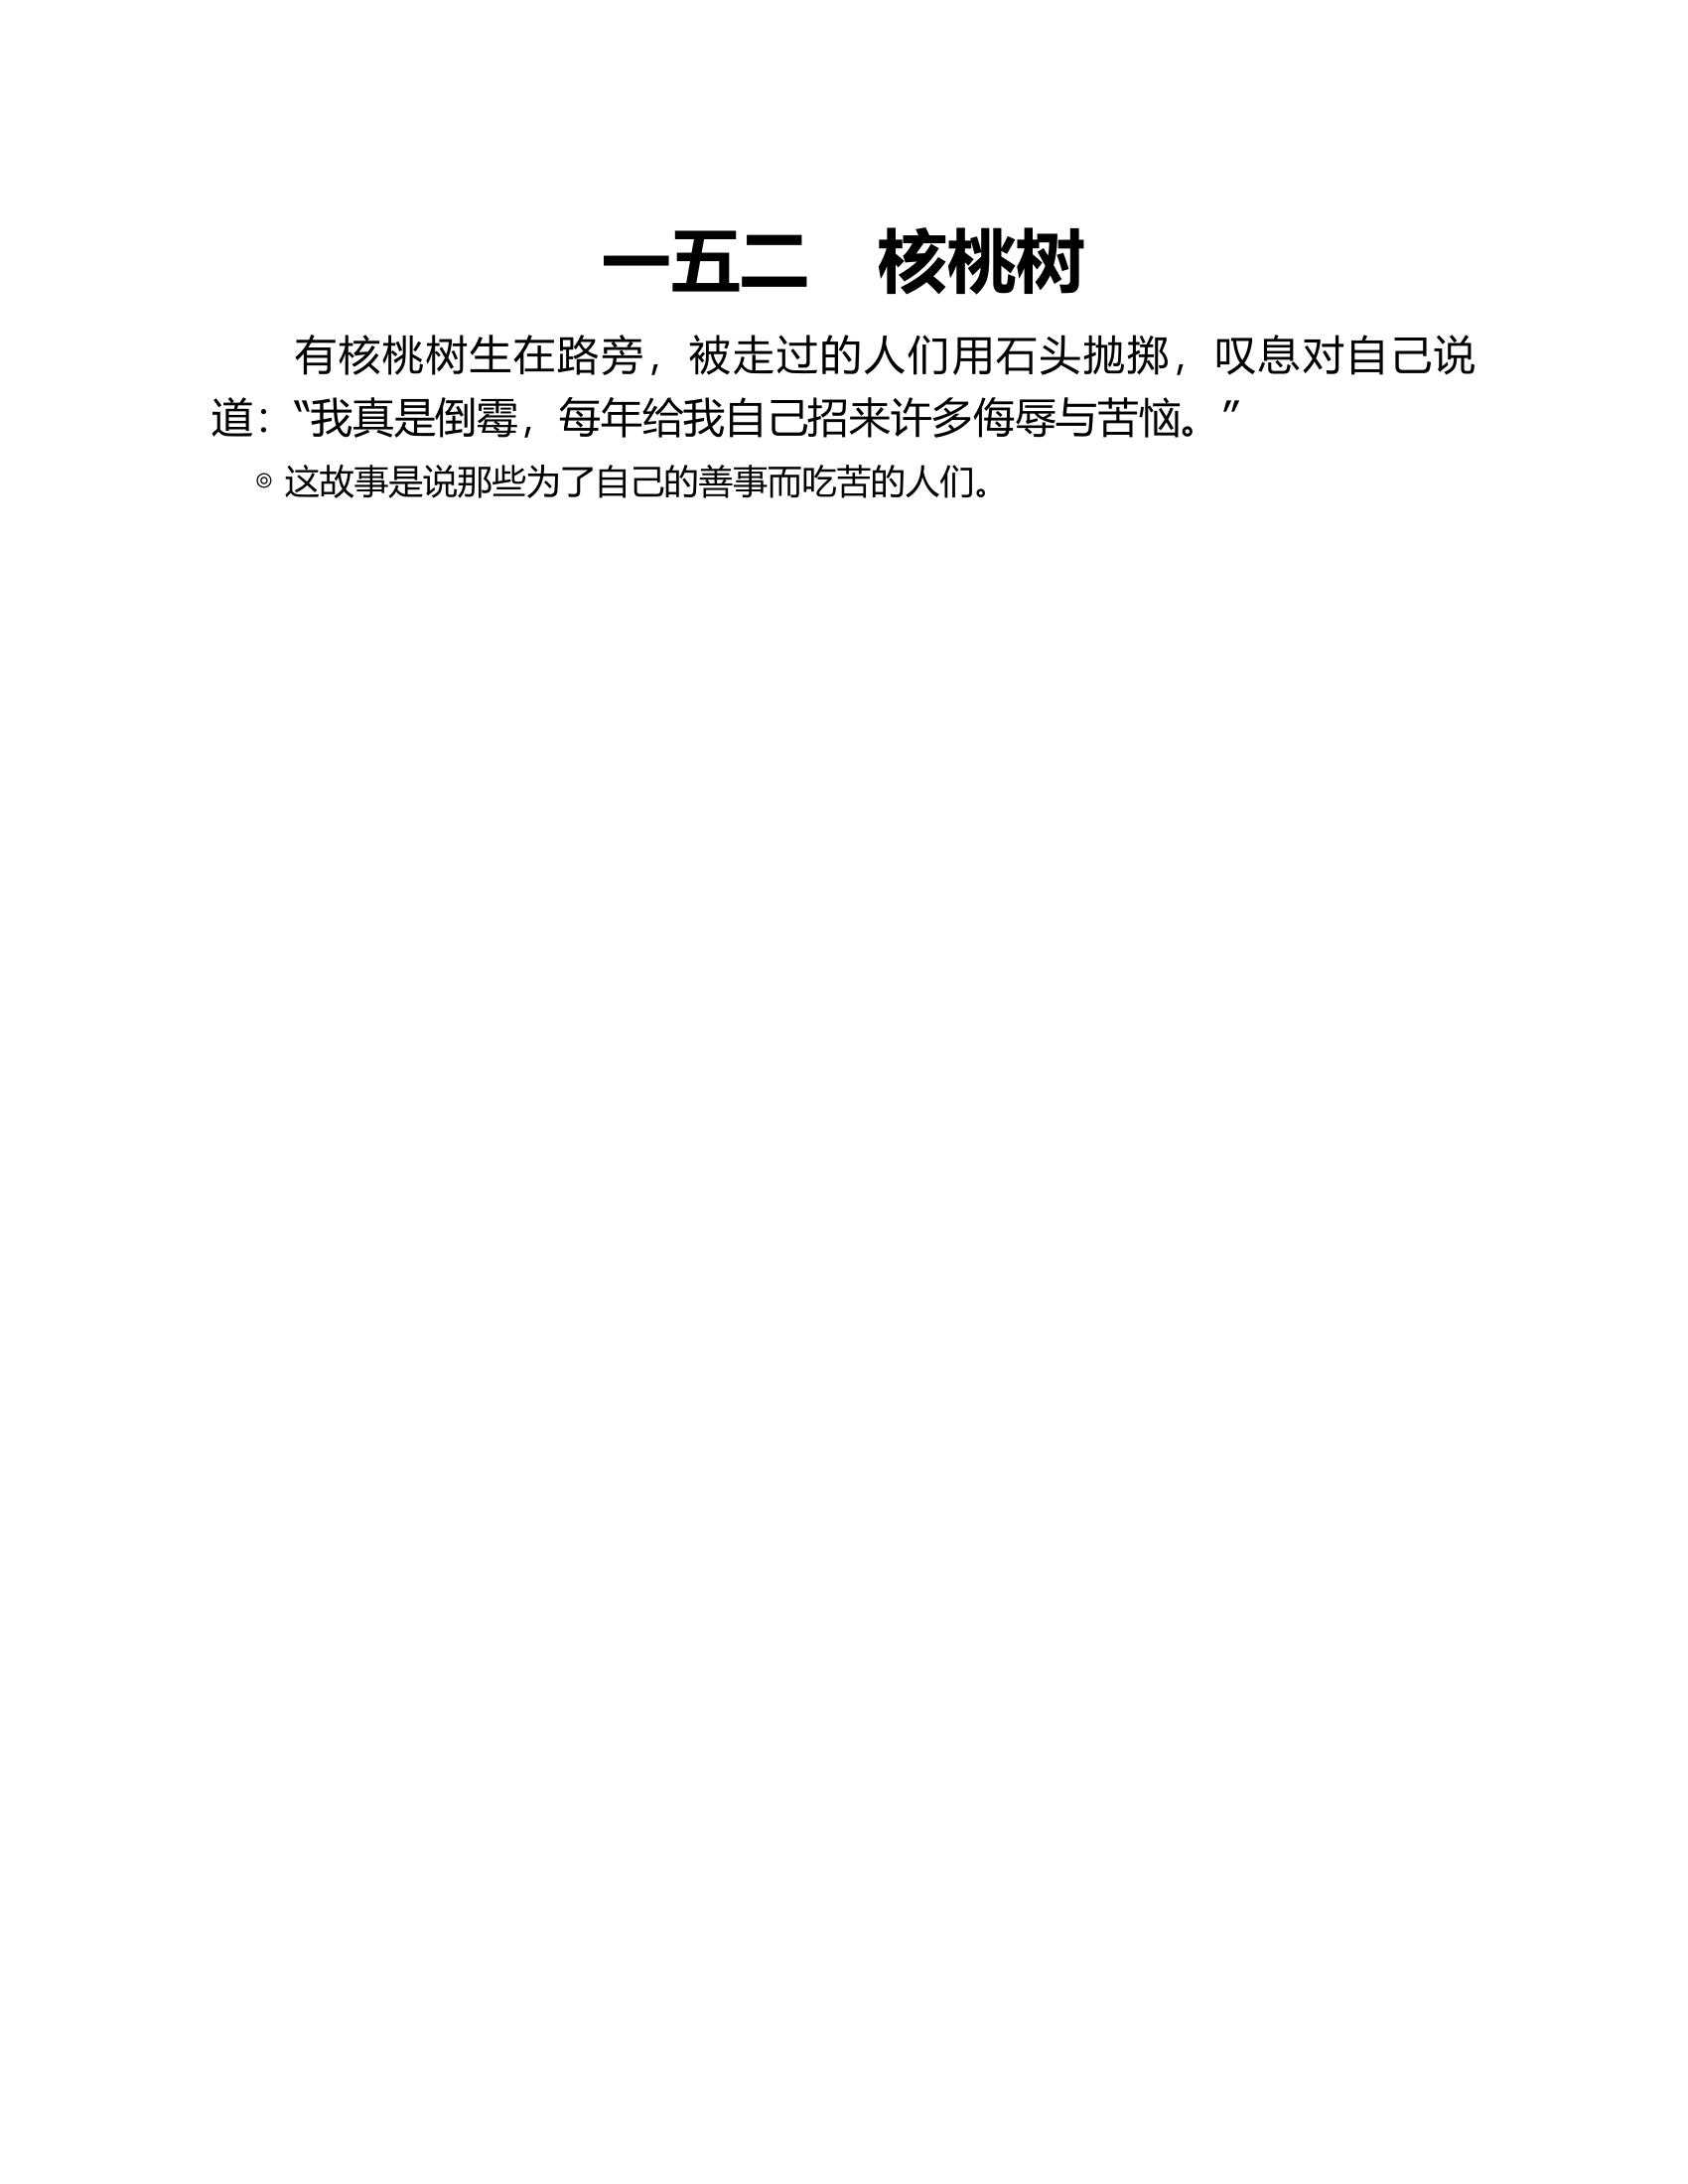 一五二　核桃树
有核桃树生在路旁，被走过的人们用石头抛掷，叹息对自己说
道：“我真是倒霉，每年给我自己招来许多侮辱与苦恼。”
◎ 这故事是说那些为了自己的善事而吃苦的人们。